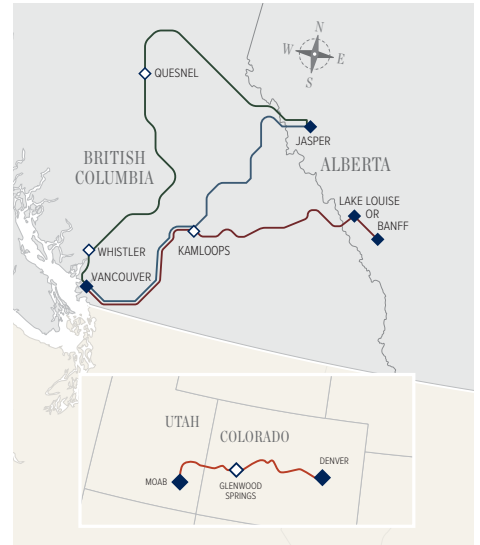 N
W
E
S
QUESNEL
JASPER
BRITISH
COLUMBIA
ALBERTA
LAKE LOUISE
OR
BANFF
WHISTLER
KAMLOOPS
VANCOUVER
UTAH
COLORADO
MOAB
GLENWOOD
SPRINGS
DENVER